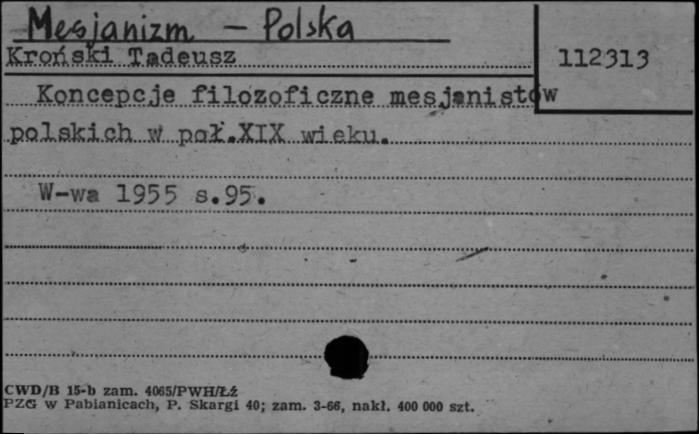 Mesjanizm - Polska
Kroński Tadeusz
112313
Koncepcje filozoficzne mesjanistów
polskich w poł.XIX wieku.
W-wa 1955 s.95.
CWD/B 15-b zam. 4065/PWH/Łź
PZG w Pabianicach, P. Skargi 40; zam. 3-66, nakł. 400 000 szt.